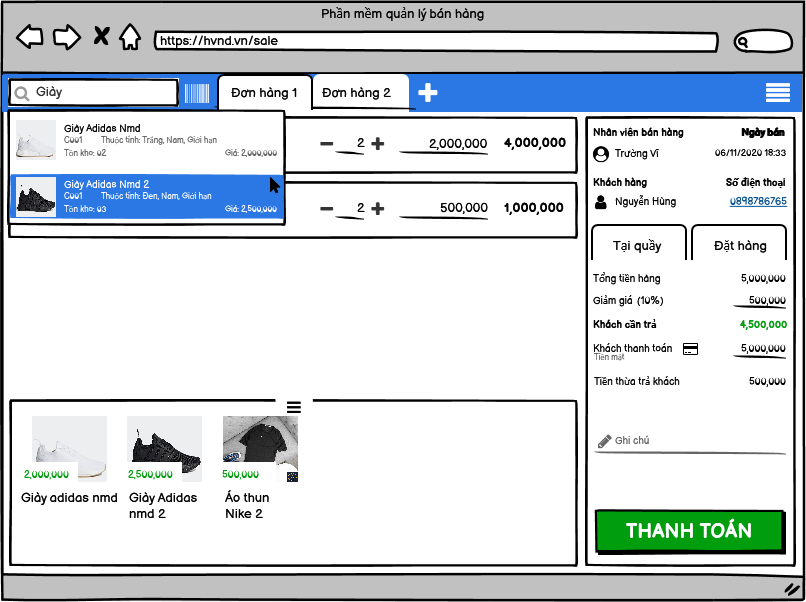 Phần mềm quản lý bán hàng
https://hvnd.vn/sale
Giày
Đơn hàng 1
Đơn hàng 2
Giày Adidas Nmd
C001 Thuộc tính: Trắng, Nam, Giới hạn
Tồn kho: 02 Giá: 2,000,000
Giày Adidas Nmd 2
C001 Thuộc tính: Đen, Nam, Giới hạn
Tồn kho: 03 Giá: 2,500,000
2 2,000,000 4,000,000
2 500,000 1,000,000
2,000,000
Giày adidas nmd
2,500,000
Giày Adidas
nmd 2
500,000
Áo thun
Nike 2
Nhân viên bán hàng Ngày bán
Trường Vĩ 06/11/2020 18:33
Khách hàng Số điện thoại
Nguyễn Hùng 0898786765
Tại quầy Đặt hàng
Tổng tiền hàng 5,000,000
Giảm giá (10%) 500,000
Khách cần trả 4,500,000
Khách thanh toán 5,000,000
Tiền mặt
Tiền thừa trả khách 500,000
Ghi chú
THANH TOÁN